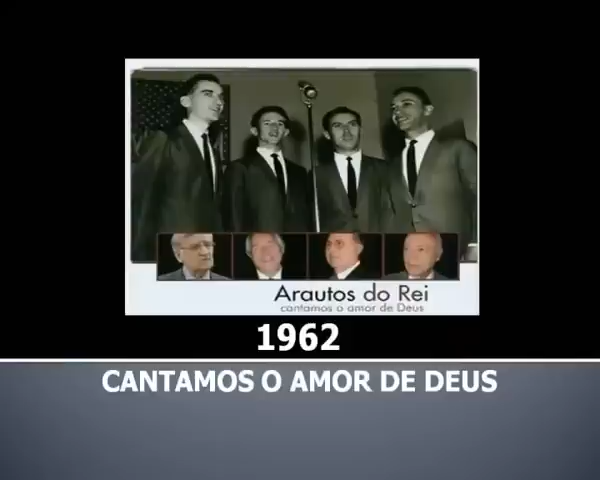 Arautos do Rei
cantamos o amor de Deus
1962
CANTAMOS O AMOR DE DEUS